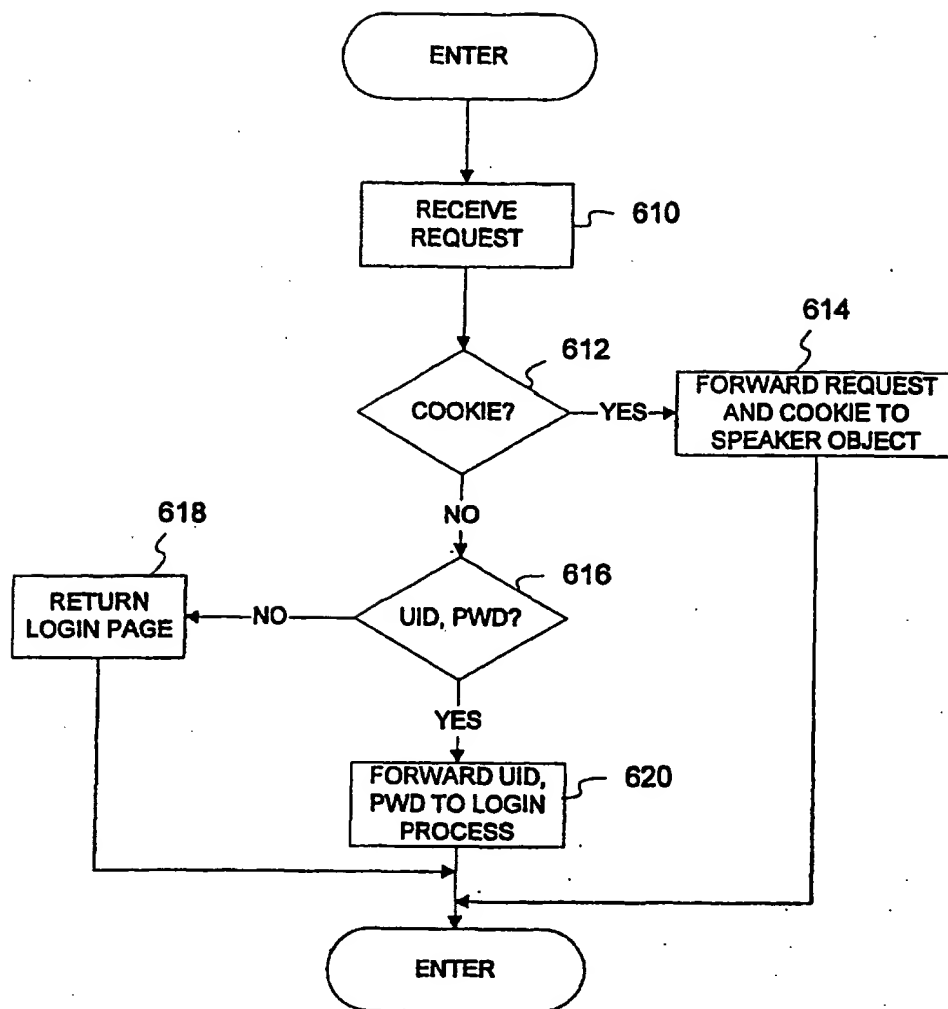 ENTER
RECEIVE
REQUEST
610
612
COOKIE?
YES
614
FORWARD REQUEST
AND COOKIE TO
SPEAKER OBJECT
NO
616
UID, PWD?
NO
618
RETURN
LOGIN PAGE
YES
FORWARD UID,
PWD TO LOGIN
PROCESS
620
ENTER